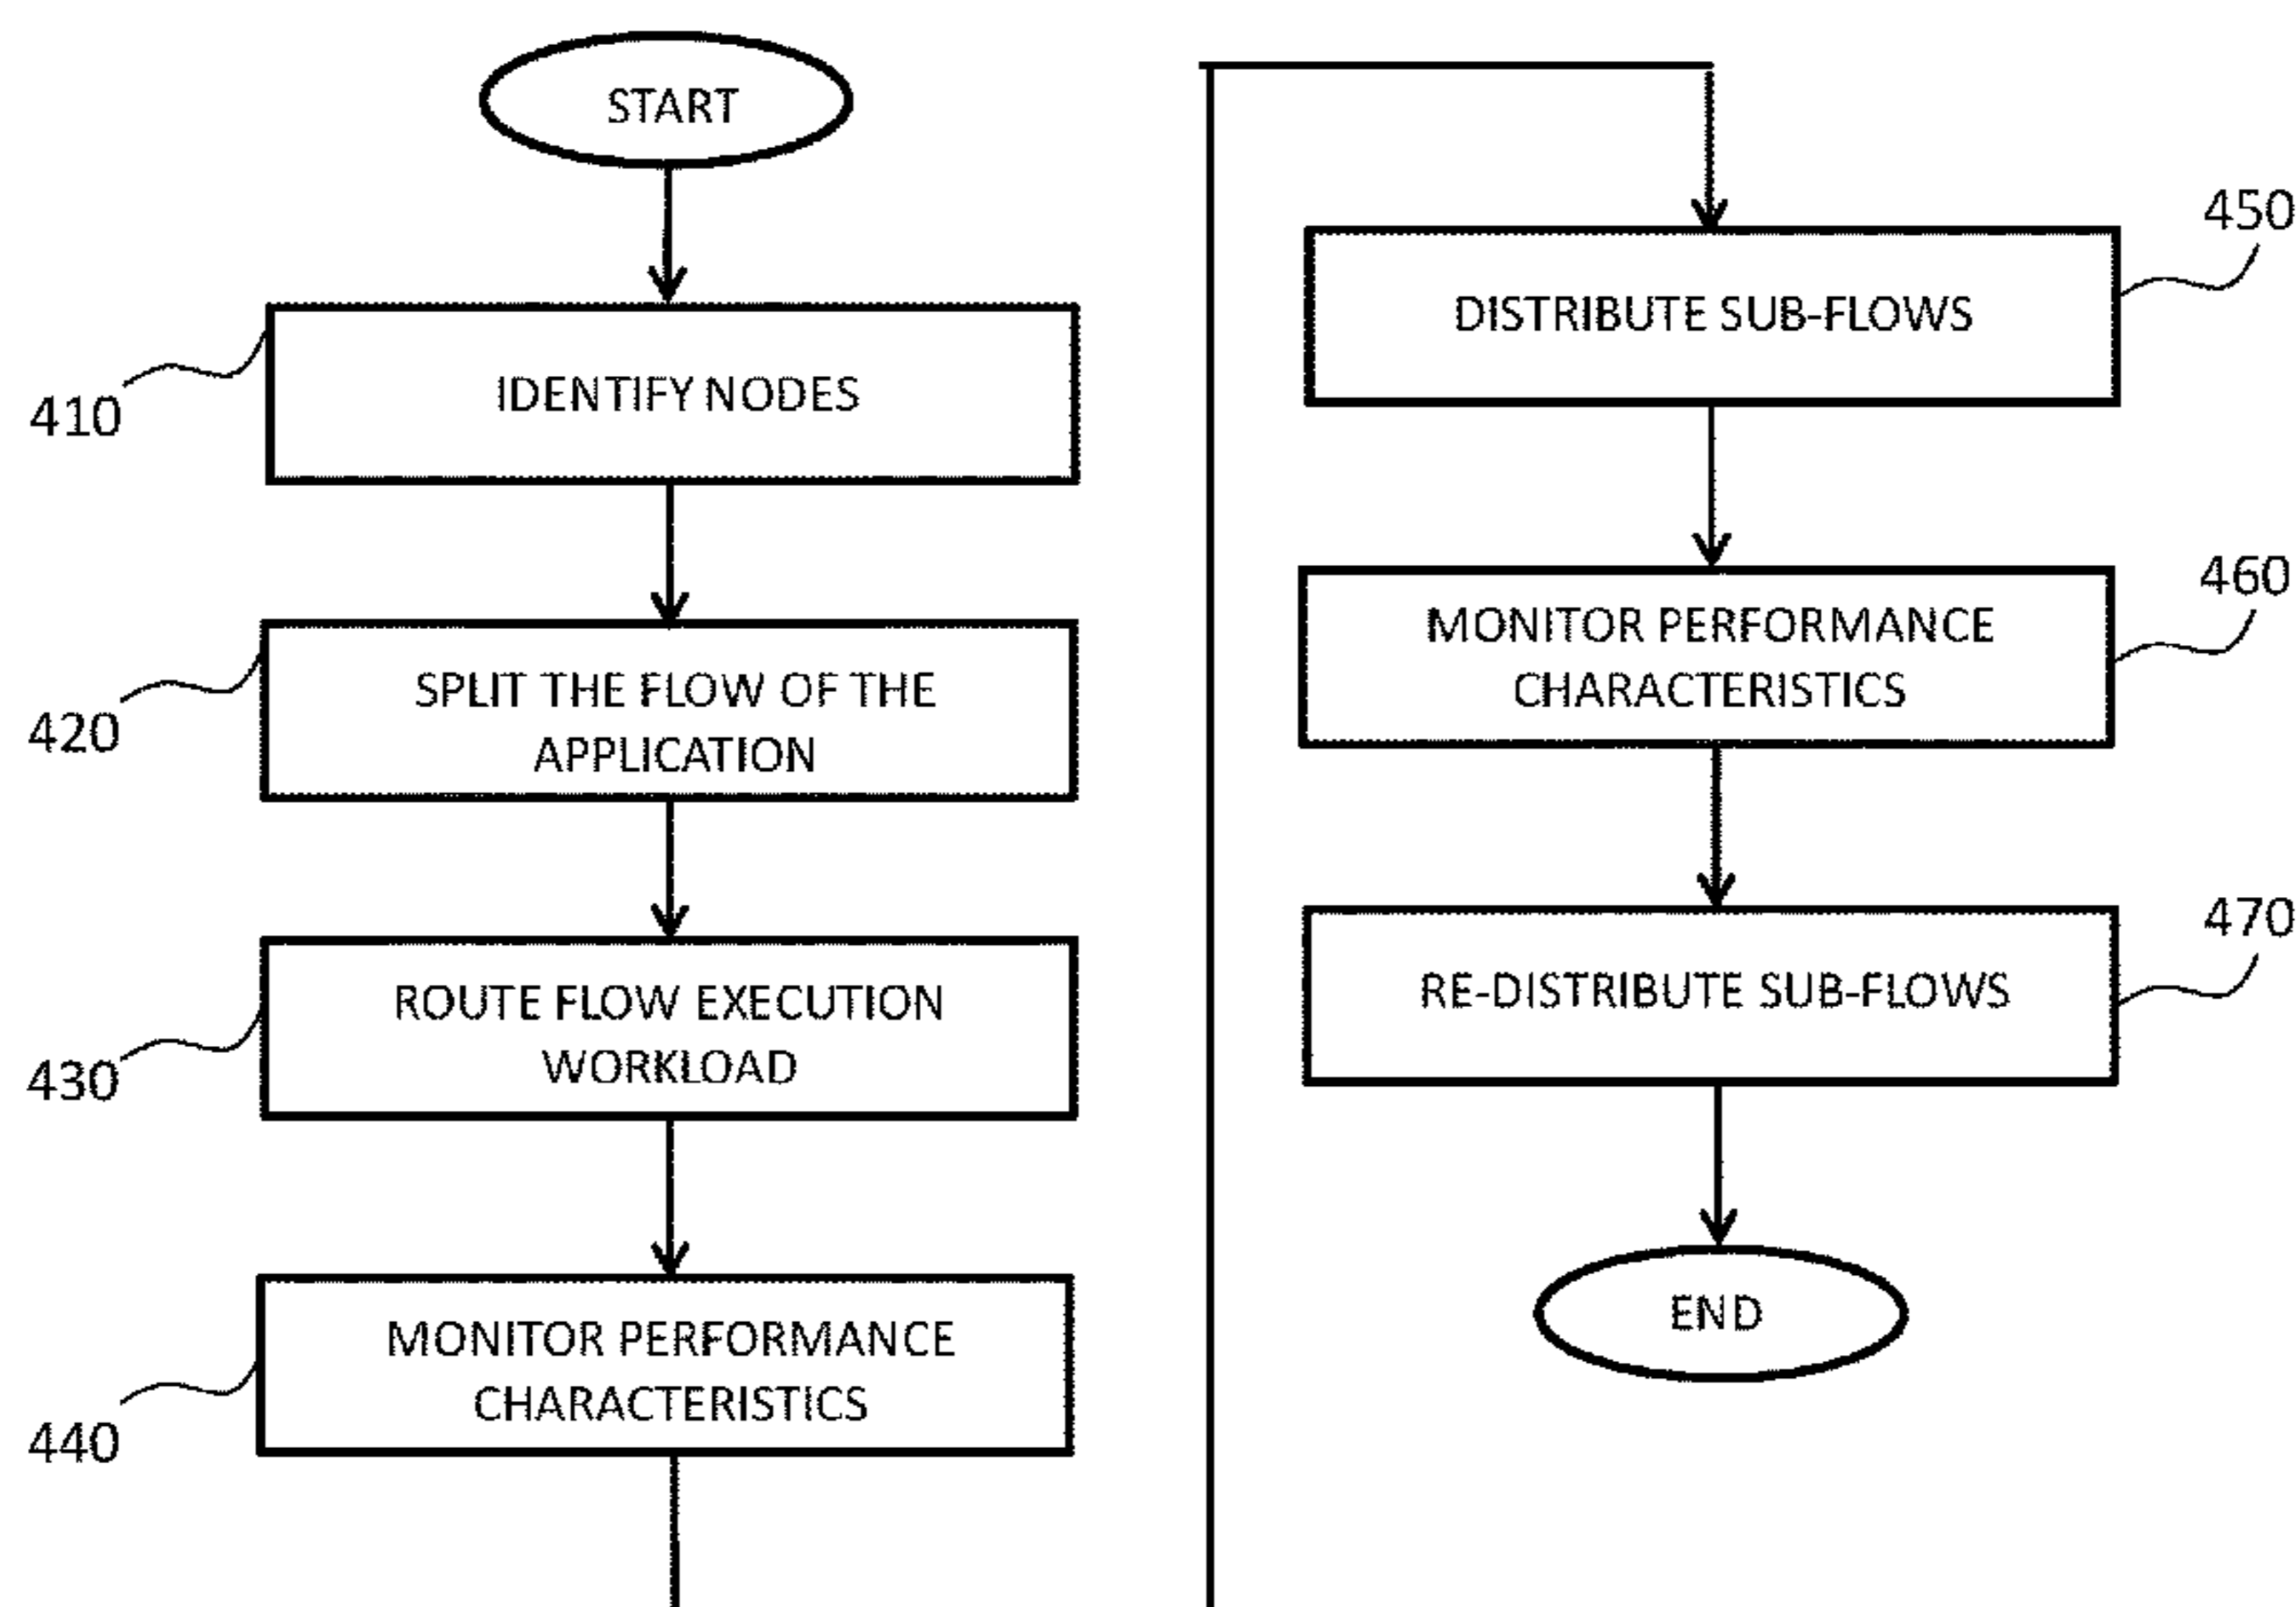 START
IDENTIFY NODES
410
SPLIT THE FLOW OF THE
APPLICATION
420
ROUTE FLOW EXECUTION
WORKLOAD
430
MONITOR PERFORMANCE
CHARACTERISTICS
440
DISTRIBUTE SUB-FLOWS
450
MONITOR PERFORMANCE
CHARACTERISTICS
460
RE-DISTRIBUTE SUB-FLOWS
470
END